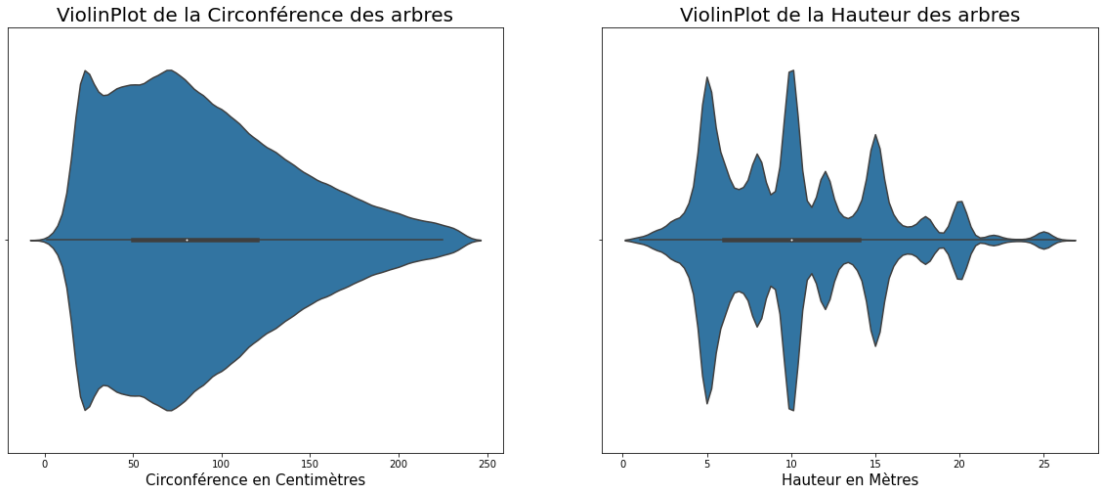 ViolinPlot de la Circonférence des arbres
0 50 100 150 200 250
Circonférence en Centimètres
ViolinPlot de la Hauteur des arbres
0 5 10 15 20 25
Hauteur en Mètres